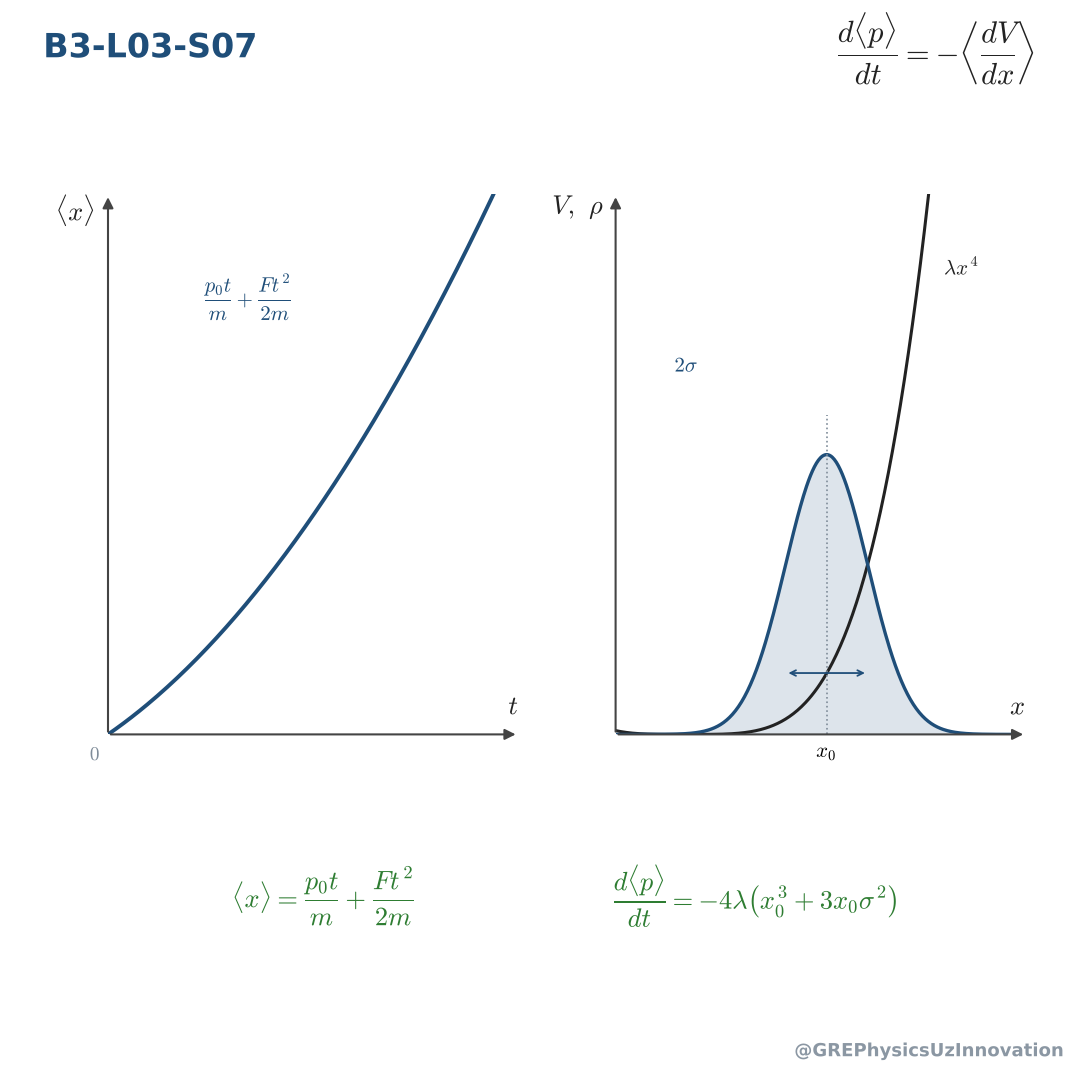 B3-L03-S07
d⟨p⟩/dt = −⟨dV/dx⟩
⟨x⟩
p₀t/m + Ft²/2m
t
0
V, ρ
λx⁴
2σ
x
x₀
⟨x⟩ = p₀t/m + Ft²/2m
d⟨p⟩/dt = −4λ(x₀³ + 3x₀σ²)
@GREPhysicsUzInnovation